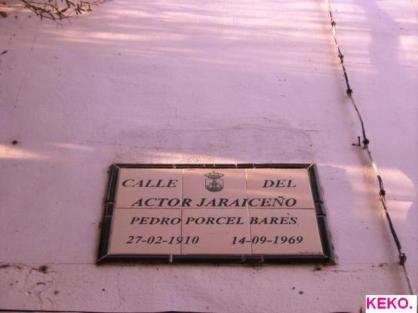 CALLE DEL
ACTOR JARAICEÑO
PEDRO PORCEL BARES
27-02-1910 14-09-1969
KEKO.